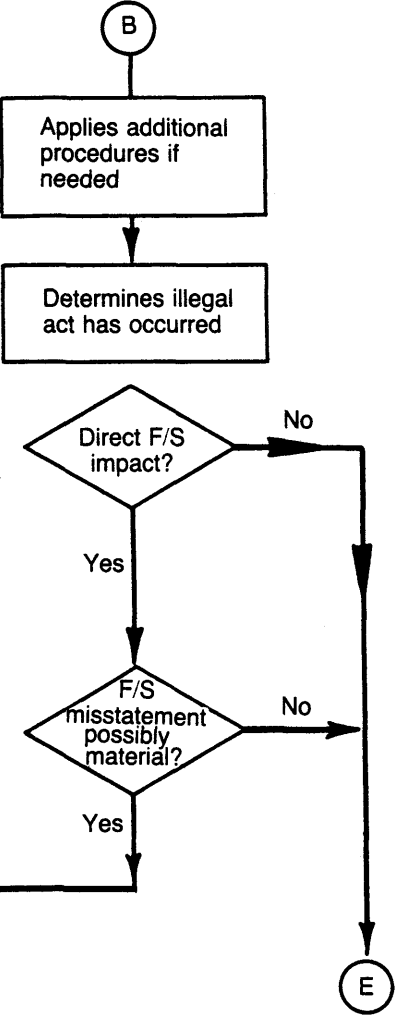 B
Applies additional
procedures if
needed
Determines illegal
act has occurred
Direct F/S
impact?
No
Yes
F/S
misstatement
possibly
material?
No
Yes
E